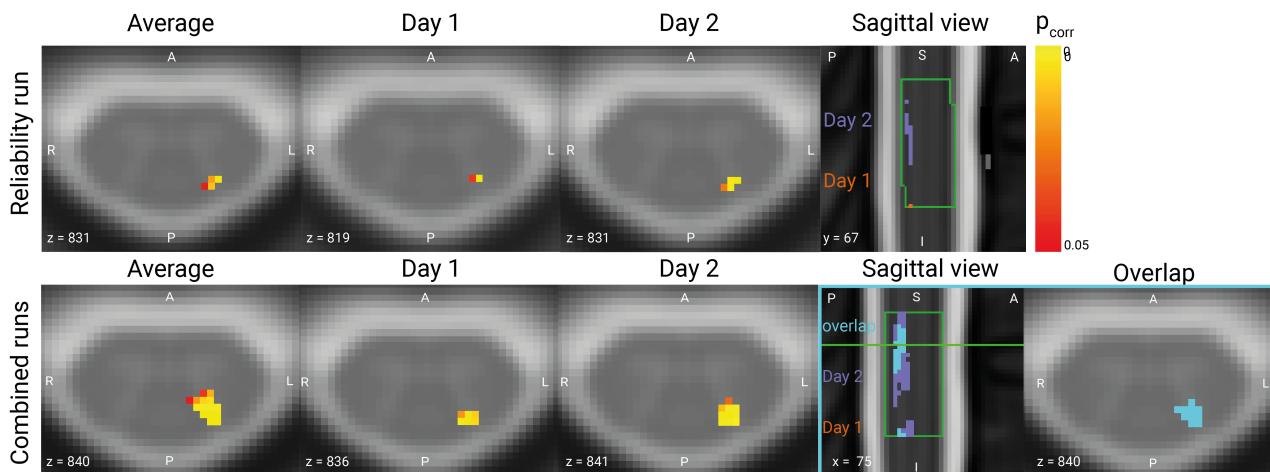 Average
Day 1
Day 2
Sagittal view
pcorr
Reliability run
A
R
L
P
z = 831
A
R
L
P
z = 819
A
R
L
P
z = 831
P
S
A
Day 2
Day 1
y = 67
I
0
0
0.05
Average
Day 1
Day 2
Sagittal view
Overlap
Combined runs
A
R
L
P
z = 840
A
R
L
P
z = 836
A
R
L
P
z = 841
P
S
A
overlap
Day 2
Day 1
x = 75
I
A
R
L
P
z = 840